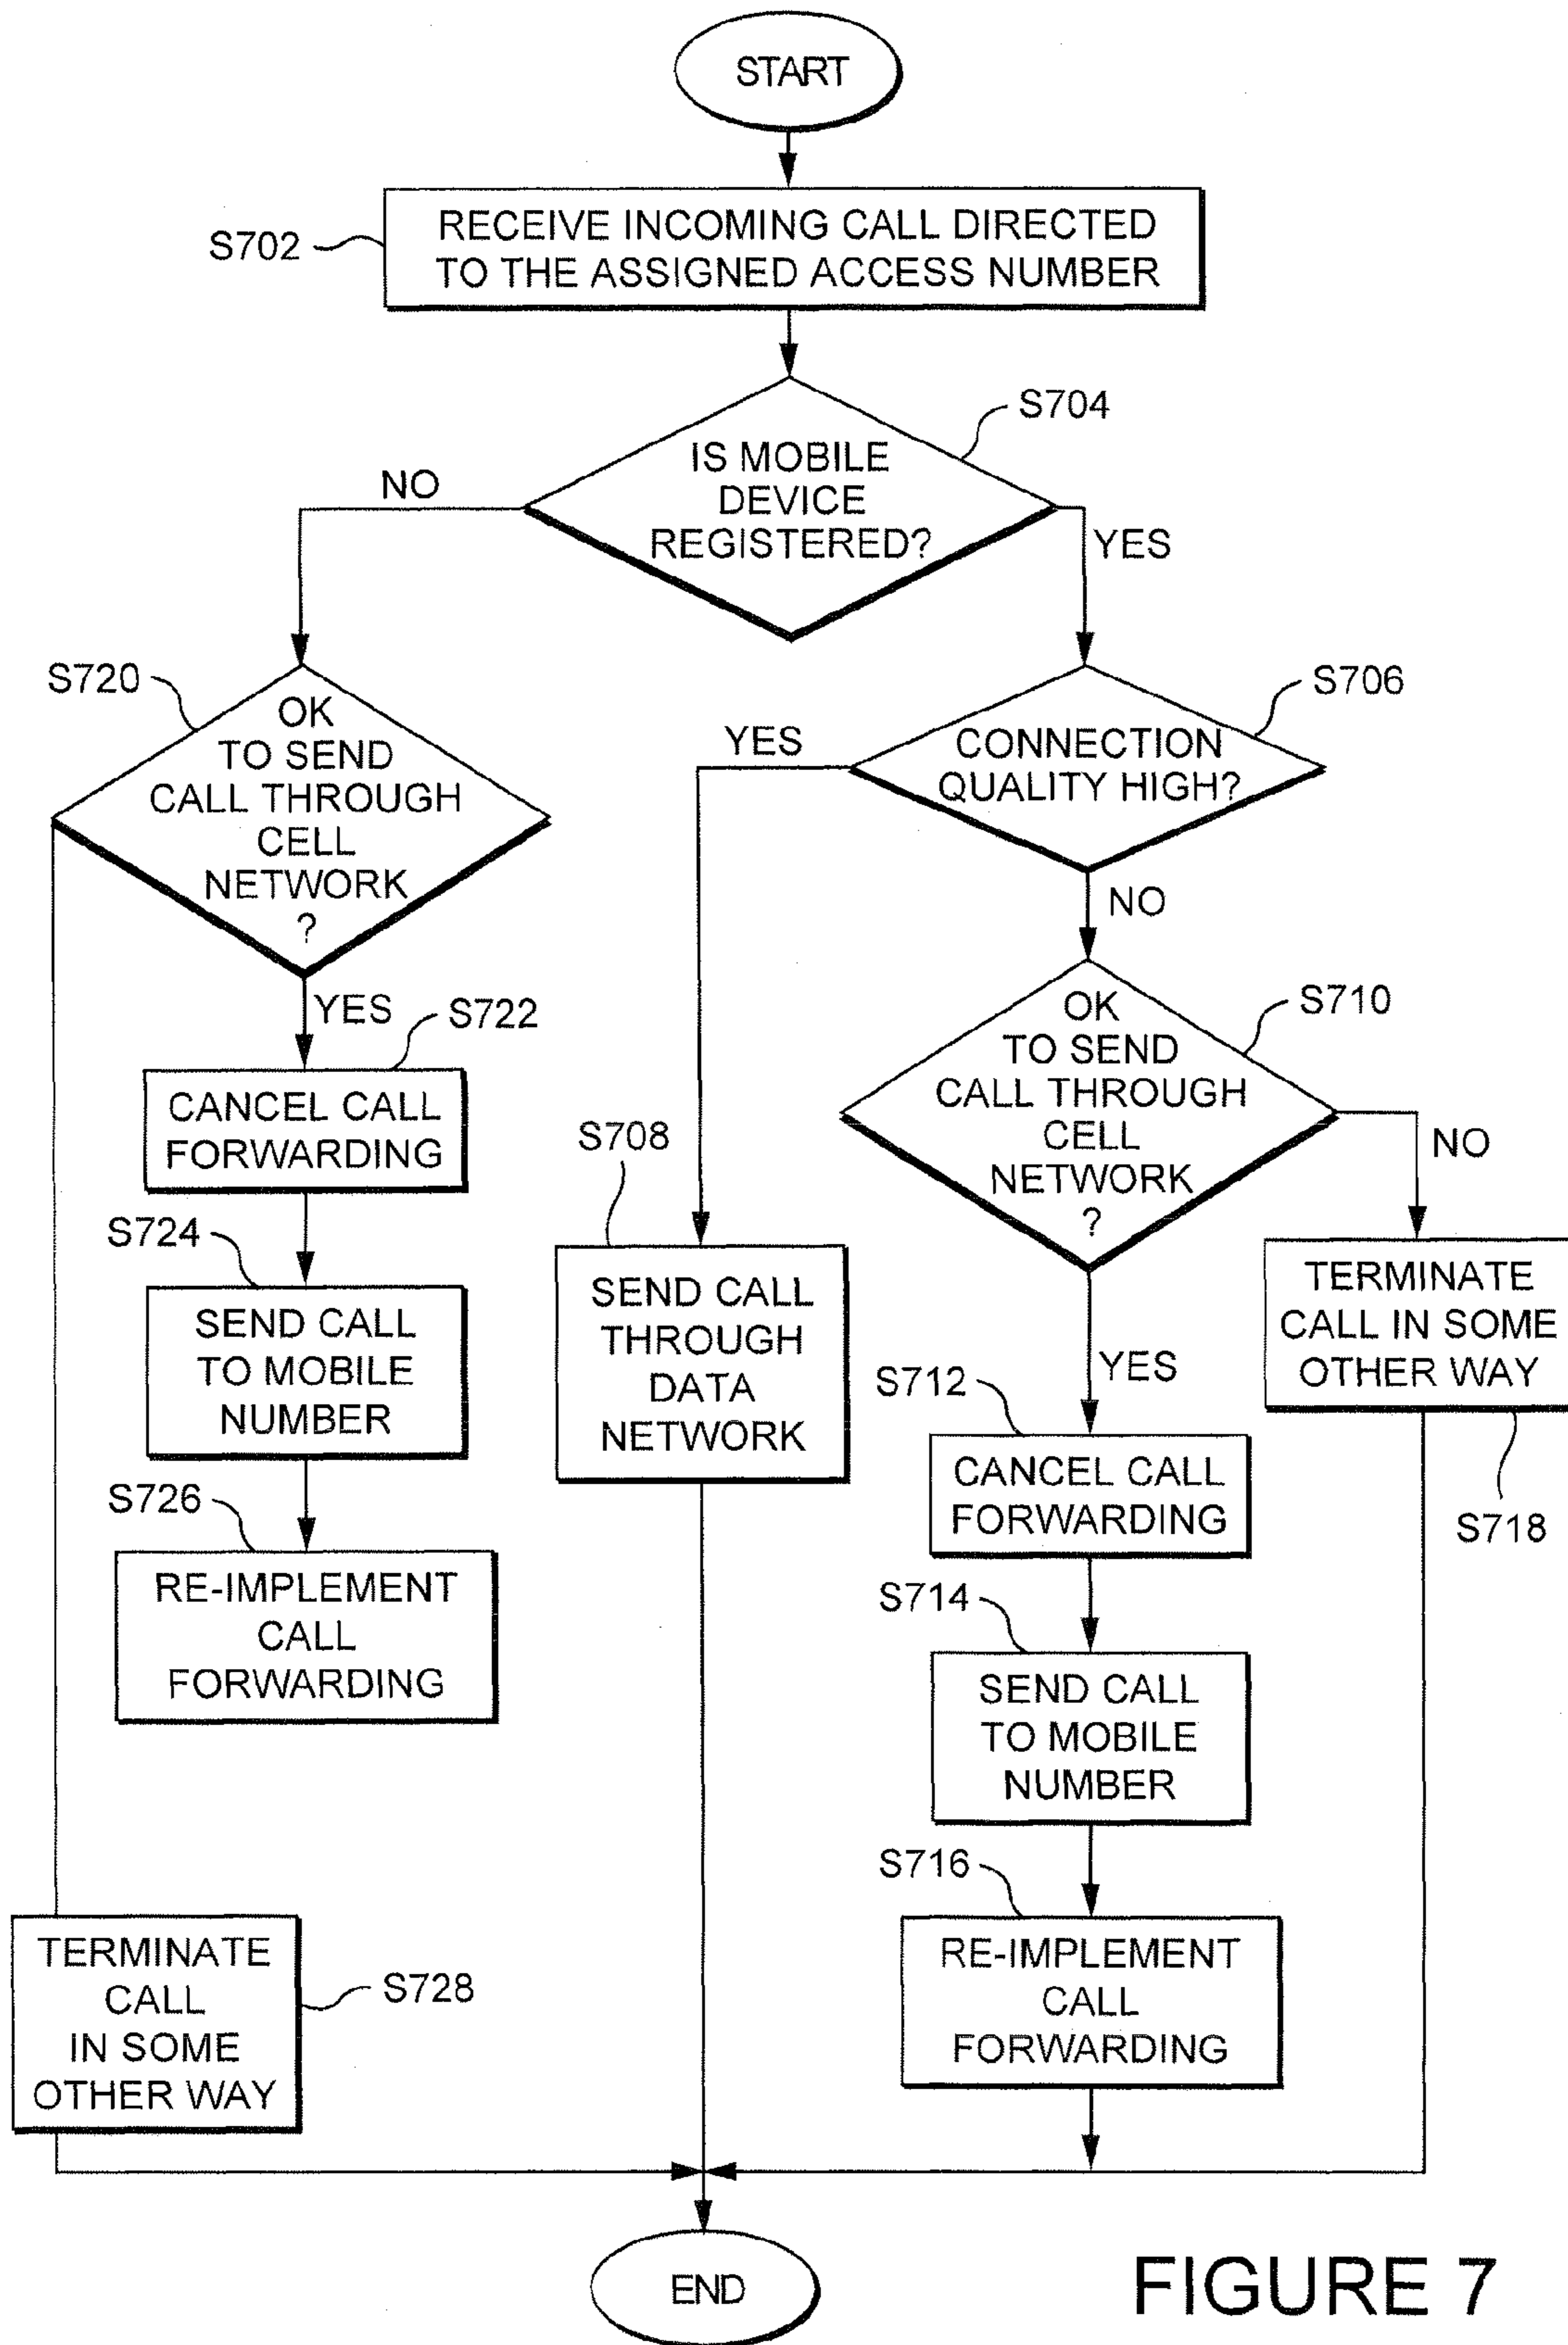 START
S702
RECEIVE INCOMING CALL DIRECTED
TO THE ASSIGNED ACCESS NUMBER
S704
IS MOBILE
DEVICE
REGISTERED?
NO
YES
S720
OK
TO SEND
CALL THROUGH
CELL
NETWORK
?
S706
CONNECTION
QUALITY HIGH?
YES
NO
YES
S722
CANCEL CALL
FORWARDING
S710
OK
TO SEND
CALL THROUGH
CELL
NETWORK
?
NO
S708
SEND CALL
THROUGH
DATA
NETWORK
S724
SEND CALL
TO MOBILE
NUMBER
TERMINATE
CALL IN SOME
OTHER WAY
S718
YES
S712
CANCEL CALL
FORWARDING
S726
RE-IMPLEMENT
CALL
FORWARDING
S714
SEND CALL
TO MOBILE
NUMBER
S716
RE-IMPLEMENT
CALL
FORWARDING
TERMINATE
CALL
IN SOME
OTHER WAY
S728
END
FIGURE 7